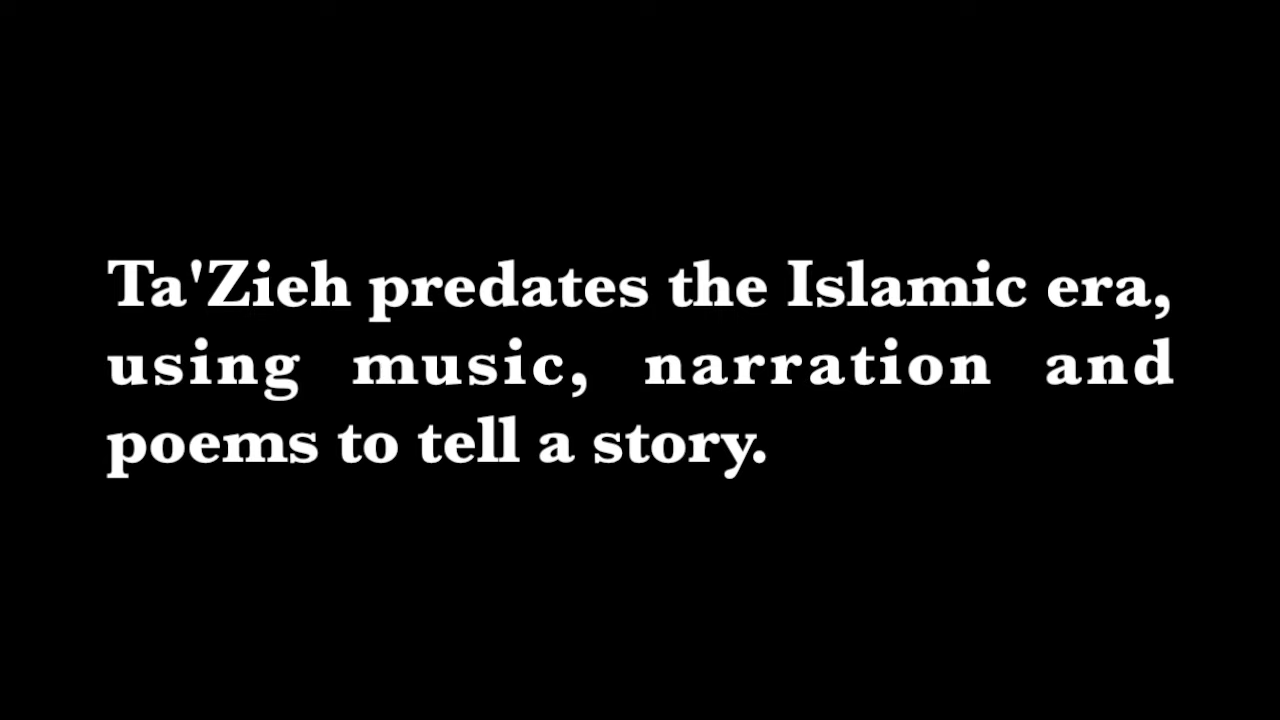 Ta'Zieh predates the Islamic era,
using music, narration and
poems to tell a story.